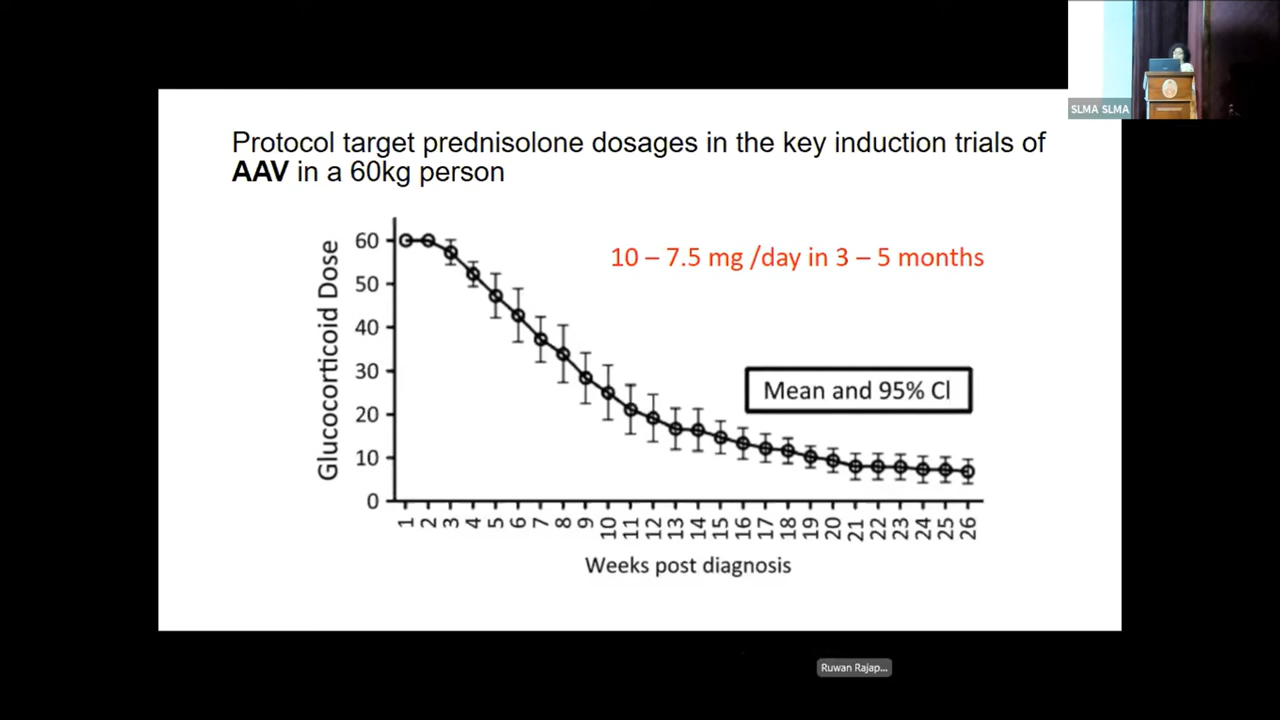 SLMA SLMA
Protocol target prednisolone dosages in the key induction trials of
AAV in a 60kg person
10 – 7.5 mg /day in 3 – 5 months
Mean and 95% CI
Glucocorticoid Dose
60
50
40
30
20
10
0
1 2 3 4 5 6 7 8 9 10 11 12 13 14 15 16 17 18 19 20 21 22 23 24 25 26
Weeks post diagnosis
Ruwan Rajap...